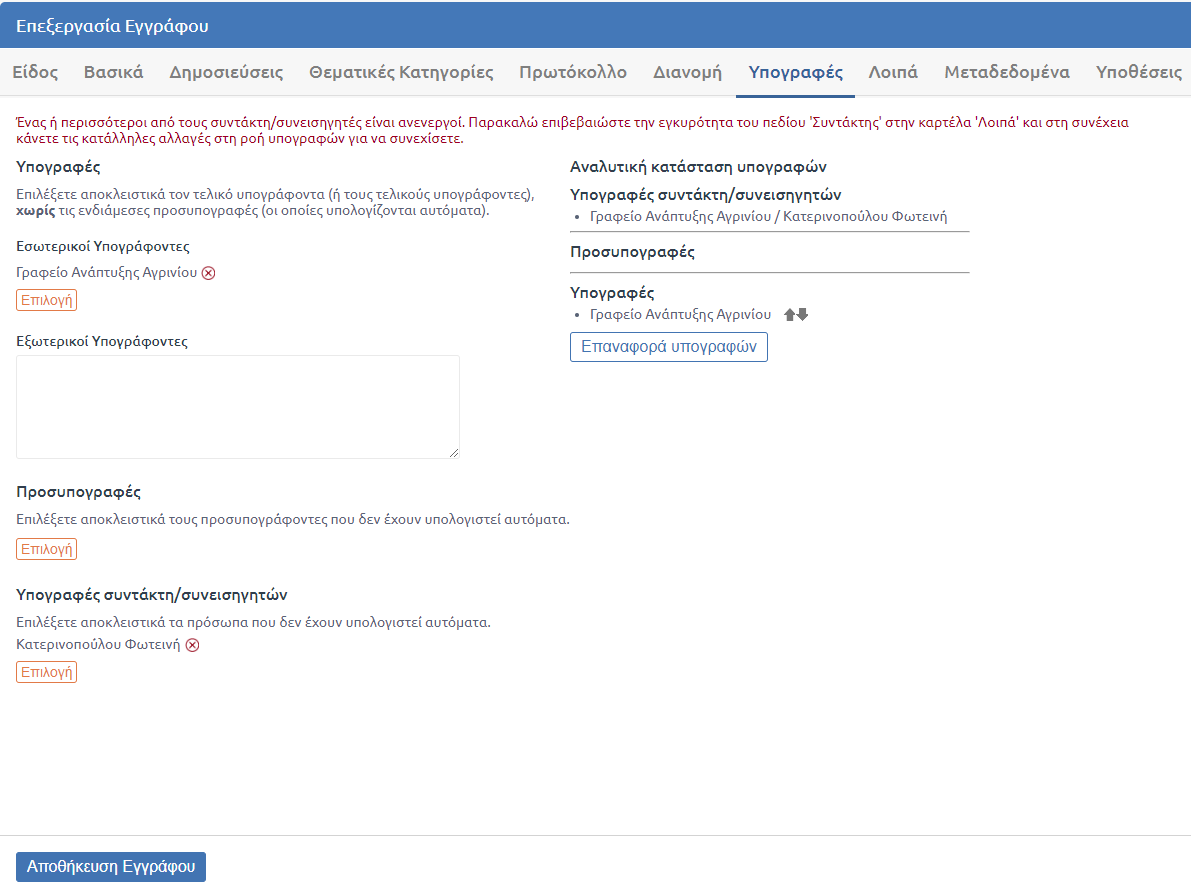 Επεξεργασία Εγγράφου
Είδος Βασικά Δημοσιεύσεις Θεματικές Κατηγορίες Πρωτόκολλο Διανομή Υπογραφές Λοιπά Μεταδεδομένα Υποθέσεις
Ένας ή περισσότεροι από τους συντάκτη/συνεισηγητές είναι ανενεργοί. Παρακαλώ επιβεβαιώστε την εγκυρότητα του πεδίου 'Συντάκτης' στην καρτέλα 'Λοιπά' και στη συνέχεια
κάνετε τις κατάλληλες αλλαγές στη ροή υπογραφών για να συνεχίσετε.
Υπογραφές
Επιλέξετε αποκλειστικά τον τελικό υπογράφοντα (ή τους τελικούς υπογράφοντες),
χωρίς τις ενδιάμεσες προσυπογραφές (οι οποίες υπολογίζονται αυτόματα).
Εσωτερικοί Υπογράφοντες
Γραφείο Ανάπτυξης Αγρινίου
Επιλογή
Εξωτερικοί Υπογράφοντες
Προσυπογραφές
Επιλέξετε αποκλειστικά τους προσυπογράφοντες που δεν έχουν υπολογιστεί αυτόματα.
Επιλογή
Υπογραφές συντάκτη/συνεισηγητών
Επιλέξετε αποκλειστικά τα πρόσωπα που δεν έχουν υπολογιστεί αυτόματα.
Κατερινοπούλου Φωτεινή
Επιλογή
Αναλυτική κατάσταση υπογραφών
Υπογραφές συντάκτη/συνεισηγητών
• Γραφείο Ανάπτυξης Αγρινίου / Κατερινοπούλου Φωτεινή
Προσυπογραφές
Υπογραφές
• Γραφείο Ανάπτυξης Αγρινίου
Επαναφορά υπογραφών
Αποθήκευση Εγγράφου